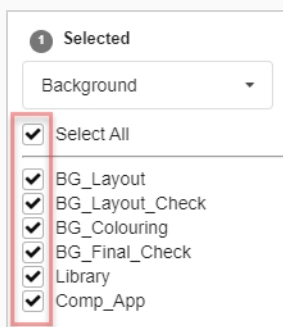 1 Selected
Background
Select All
BG_Layout
BG_Layout_Check
BG_Colouring
BG_Final_Check
Library
Comp_App